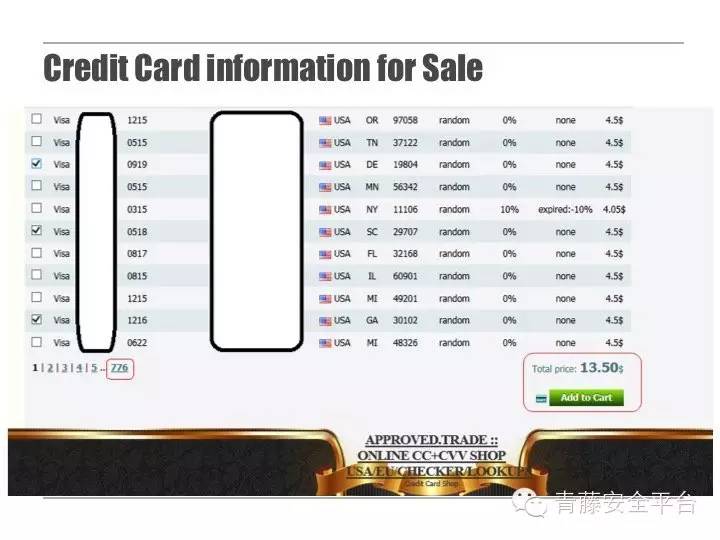 Credit Card information for Sale
Visa 1215 USA OR 97058 random 0% none 4.5$
Visa 0515 USA TN 37122 random 0% none 4.5$
Visa 0919 USA DE 19804 random 0% none 4.5$
Visa 0515 USA MN 56342 random 0% none 4.5$
Visa 0315 USA NY 11106 random 10% expired:-10% 4.05$
Visa 0518 USA SC 29707 random 0% none 4.5$
Visa 0817 USA FL 32168 random 0% none 4.5$
Visa 0815 USA IL 60901 random 0% none 4.5$
Visa 1215 USA MI 49201 random 0% none 4.5$
Visa 1216 USA GA 30102 random 0% none 4.5$
Visa 0622 USA MI 48326 random 0% none 4.5$
1 | 2 | 3 | 4 | 5 .. 776
Total price: 13.50$
Add to Cart
APPROVED.TRADE ::
ONLINE CC+CVV SHOP
USA/EU/CHECKER/LOOKUPS
Credit Card Shop
青藤安全平台